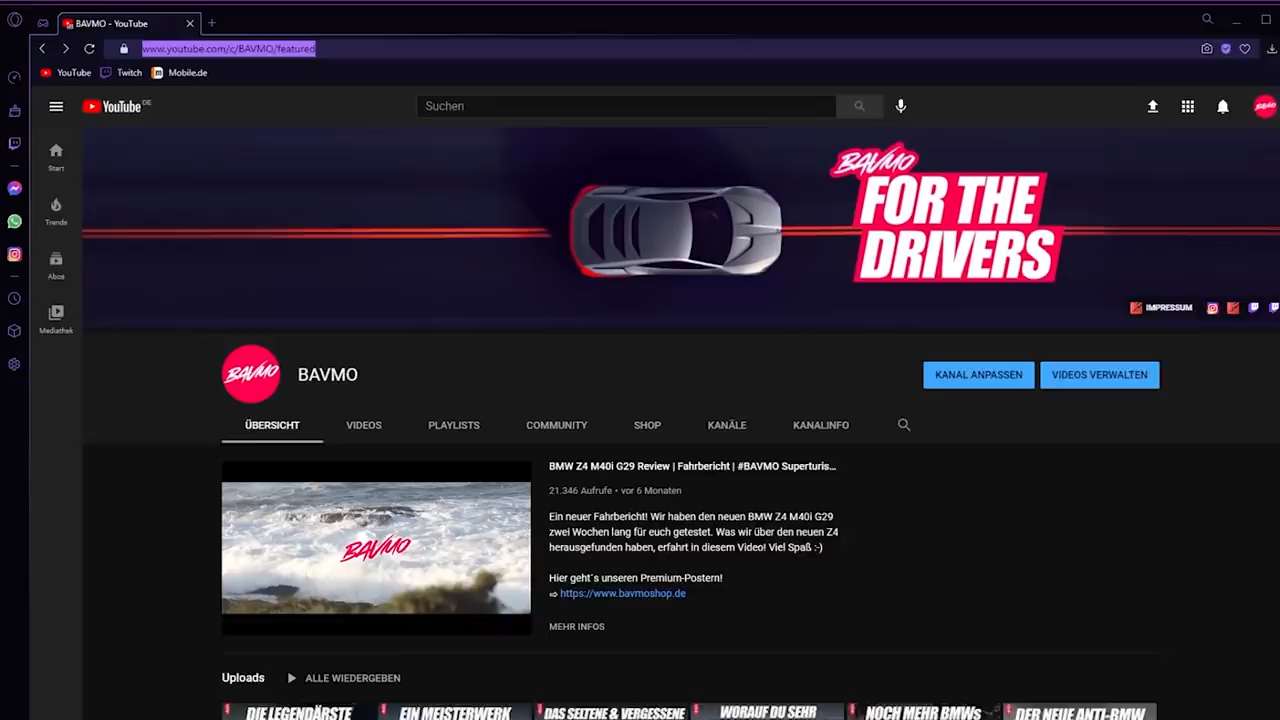 BAVMO - YouTube
www.youtube.com/c/BAVMO/featured
YouTube Twitch Mobile.de
YouTube DE
Suchen
BAVMO
Start
Trends
Abos
Mediathek
BAVMO
FOR THE
DRIVERS
IMPRESSUM
BAVMO
BAVMO
KANAL ANPASSEN
VIDEOS VERWALTEN
ÜBERSICHT VIDEOS PLAYLISTS COMMUNITY SHOP KANÄLE KANALINFO
BAVMO
BMW Z4 M40i G29 Review | Fahrbericht | #BAVMO Superturis...
21.346 Aufrufe • vor 6 Monaten
Ein neuer Fahrbericht! Wir haben den neuen BMW Z4 M40i G29
zwei Wochen lang für euch getestet. Was wir über den neuen Z4
herausgefunden haben, erfahrt in diesem Video! Viel Spaß :-)
Hier geht´s unseren Premium-Postern!
⇨ https://www.bavmoshop.de
MEHR INFOS
Uploads ALLE WIEDERGEBEN
DIE LEGENDÄRSTE
EIN MEISTERWERK
DAS SELTENE & VERGESSENE
WORAUF DU SEHR
NOCH MEHR BMWs
DER NEUE ANTI-BMW